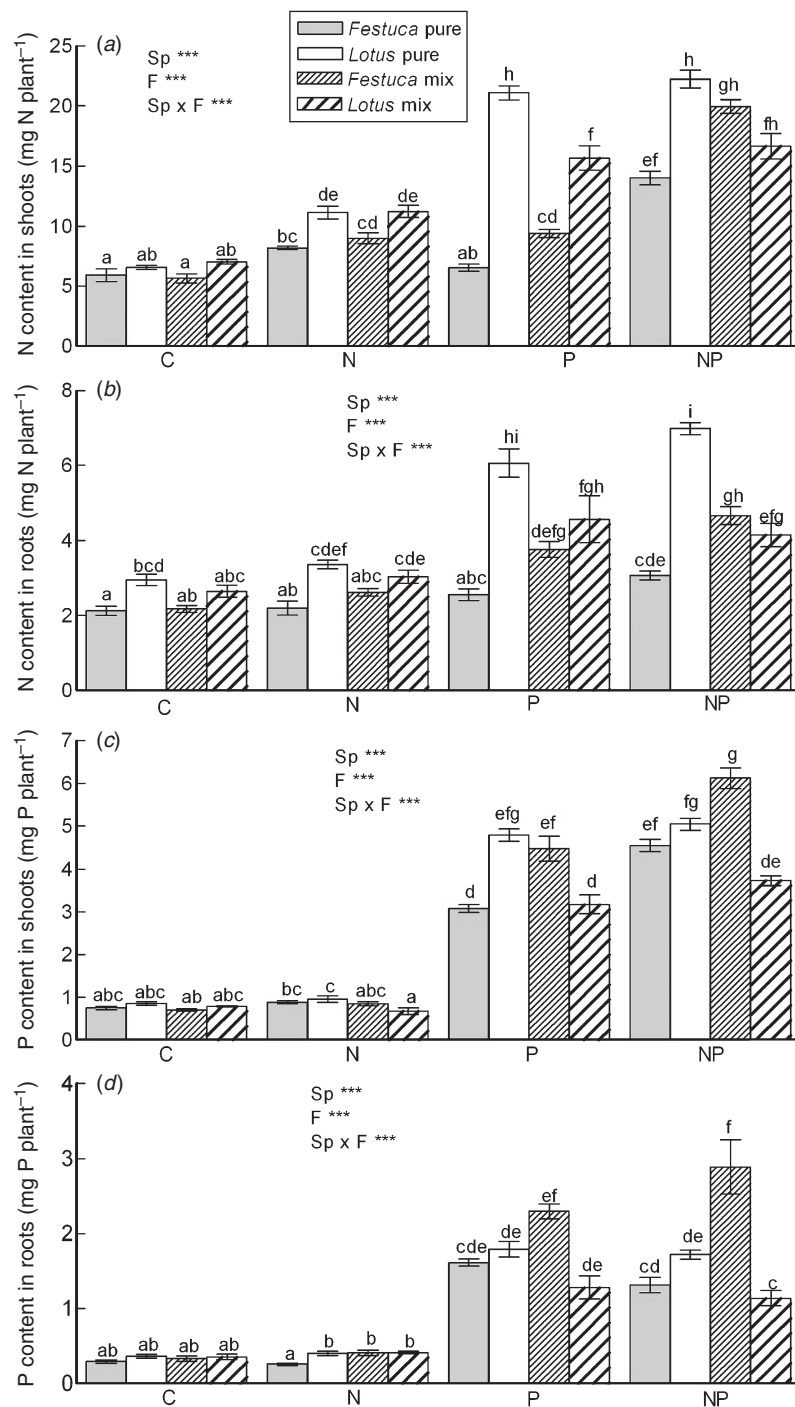 (a)
Sp ***
F ***
Sp x F ***
Festuca pure
Lotus pure
Festuca mix
Lotus mix
N content in shoots (mg N plant⁻¹)
25
20
15
10
5
0
a ab a ab
bc de cd de
ab h cd f
ef h gh fh
C N P NP
(b)
Sp ***
F ***
Sp x F ***
N content in roots (mg N plant⁻¹)
8
6
4
2
0
a bcd ab abc
ab cdef abc cde
abc hi defg fgh
cde i gh efg
C N P NP
(c)
Sp ***
F ***
Sp x F ***
P content in shoots (mg P plant⁻¹)
7
6
5
4
3
2
1
0
abc abc ab abc
bc c abc a
d efg ef d
ef fg g de
C N P NP
(d)
Sp ***
F ***
Sp x F ***
P content in roots (mg P plant⁻¹)
4
3
2
1
0
ab ab ab ab
a b b b
cde de ef de
cd de f c
C N P NP